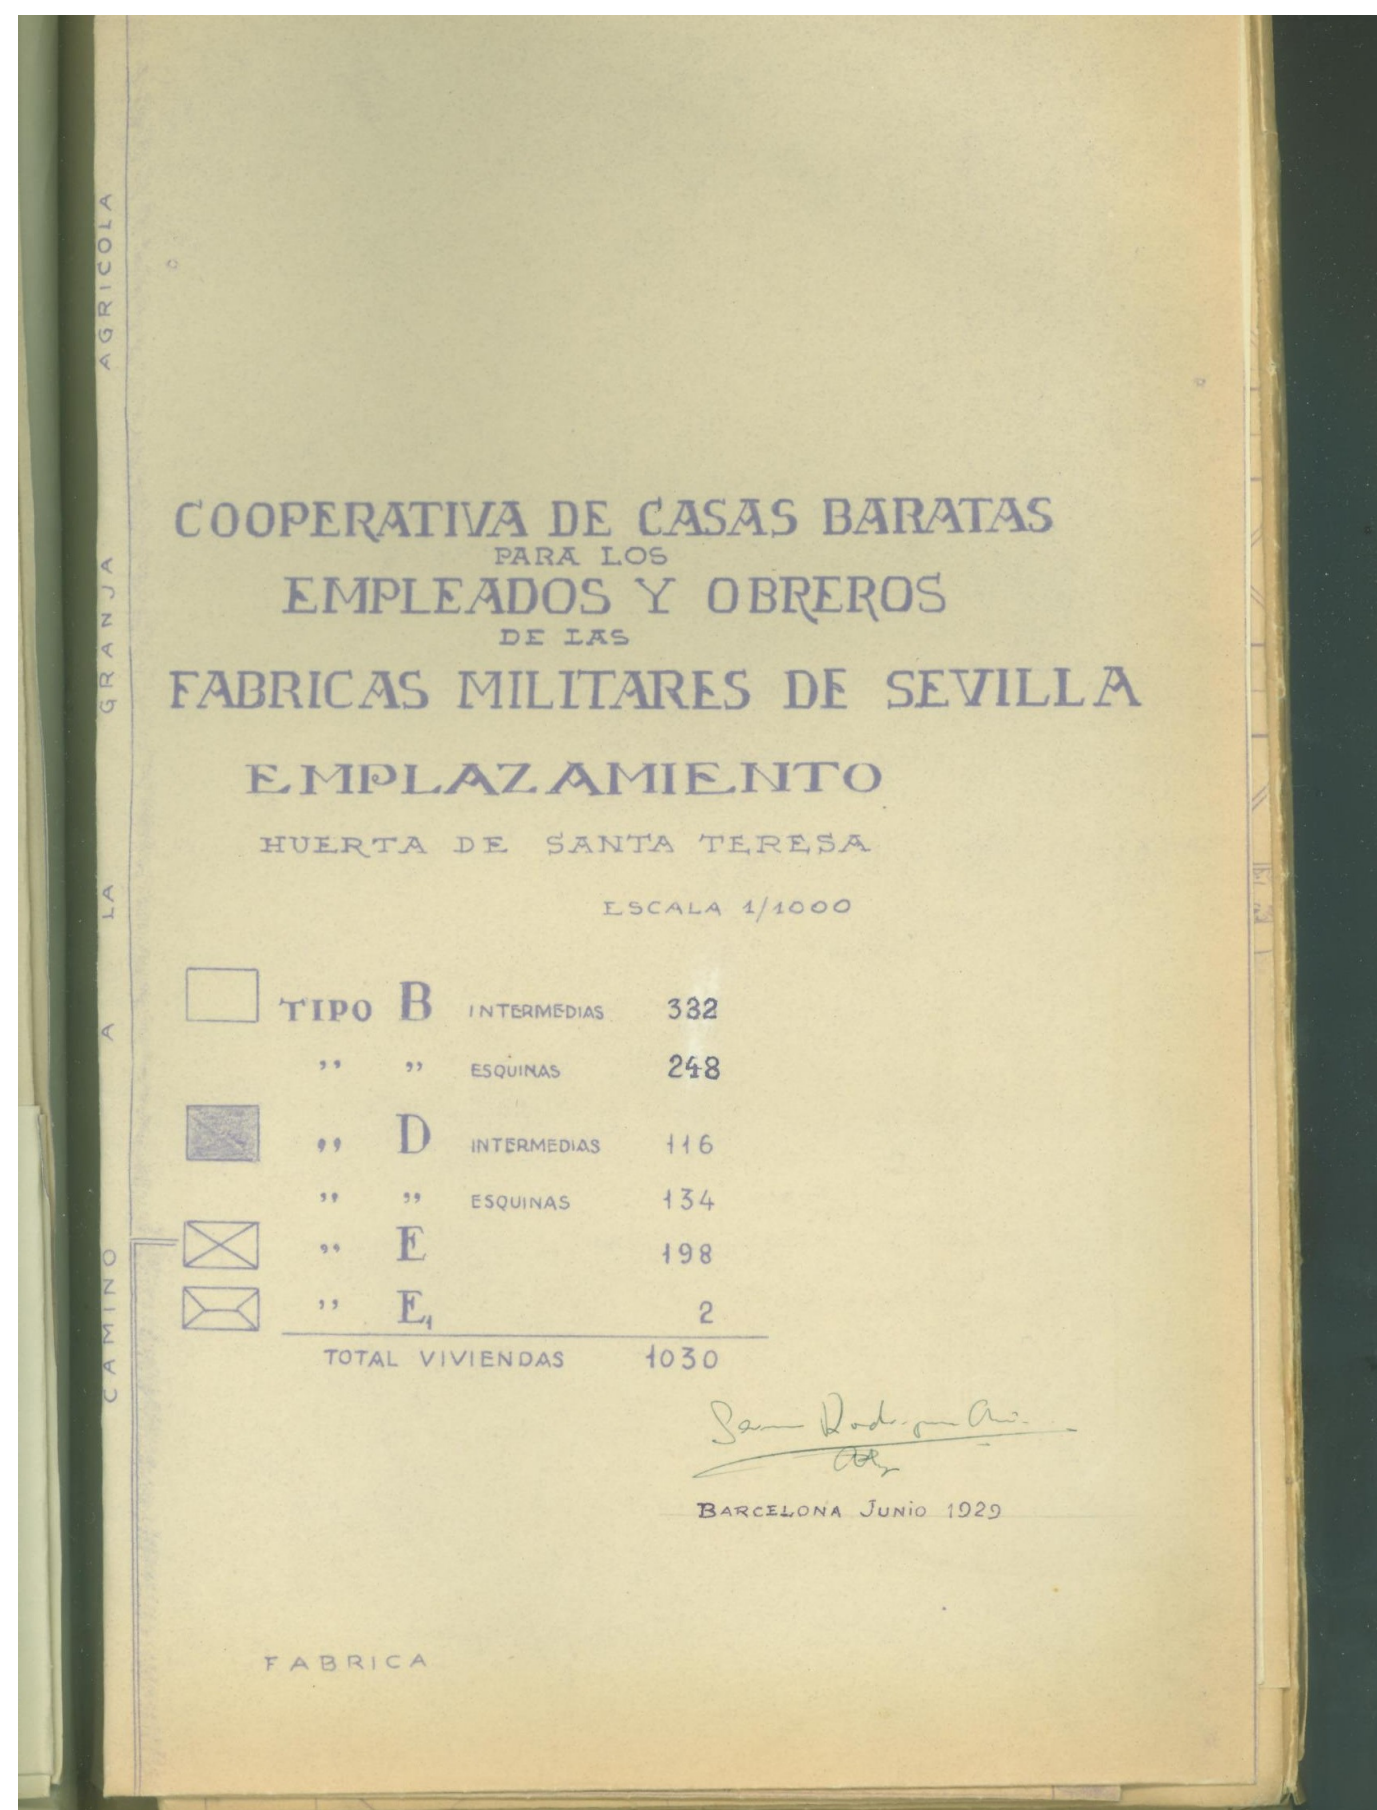 COOPERATIVA DE CASAS BARATAS
PARA LOS
EMPLEADOS Y OBREROS
DE LAS
FABRICAS MILITARES DE SEVILLA
EMPLAZAMIENTO
HUERTA DE SANTA TERESA
ESCALA 1/1000
TIPO B INTERMEDIAS 332
" " ESQUINAS 248
" D INTERMEDIAS 116
" " ESQUINAS 134
" E 198
" E1 2
TOTAL VIVIENDAS 1030
BARCELONA JUNIO 1929
FABRICA
CAMINO A LA GRANJA AGRICOLA